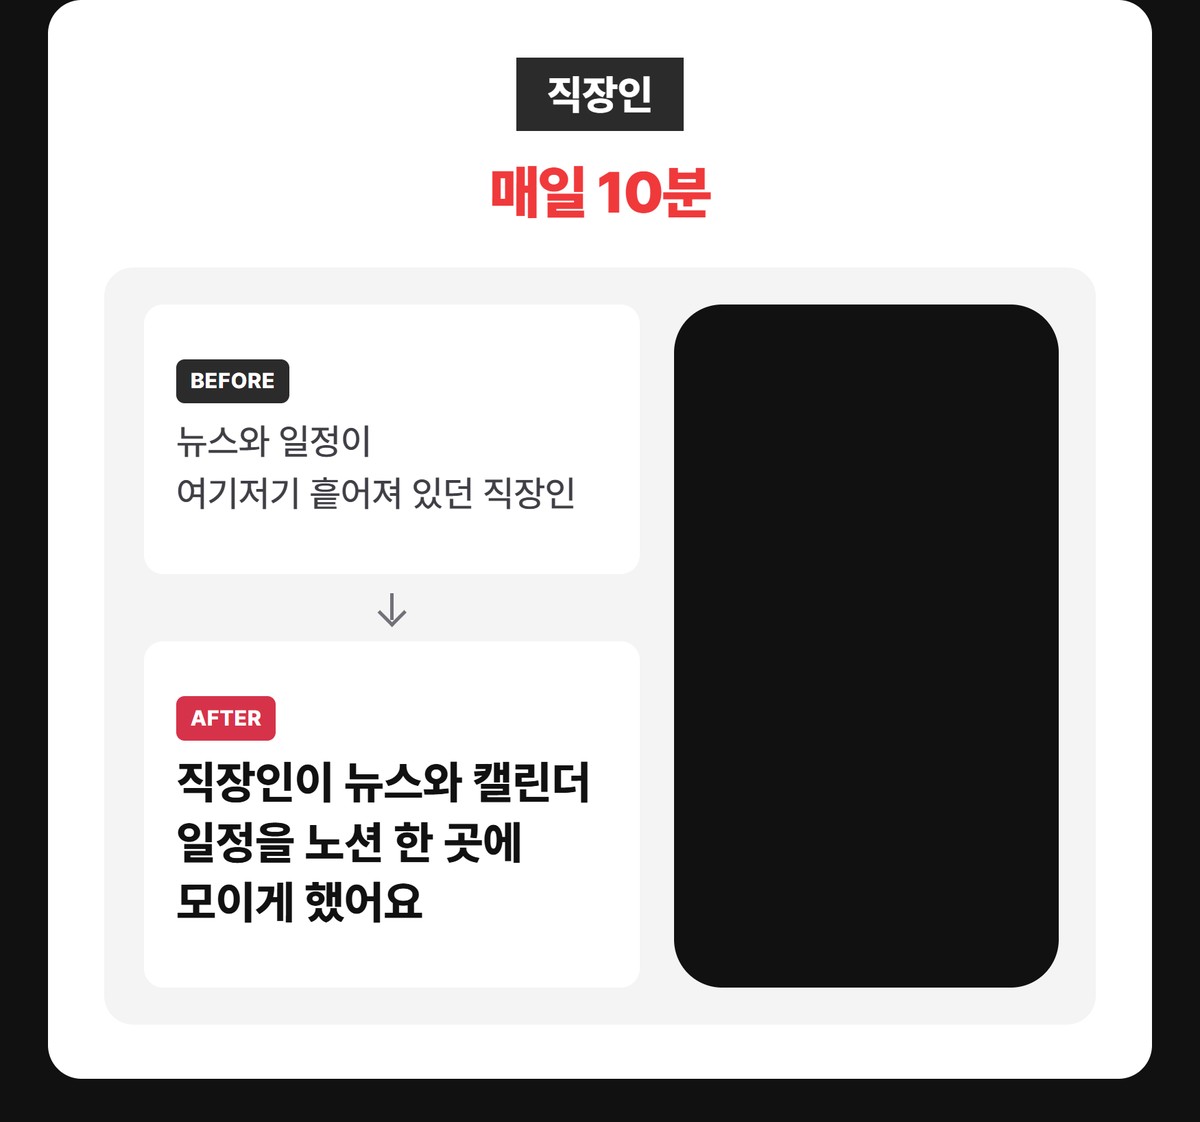 직장인
매일 10분
BEFORE
뉴스와 일정이
여기저기 흩어져 있던 직장인
AFTER
직장인이 뉴스와 캘린더
일정을 노션 한 곳에
모이게 했어요